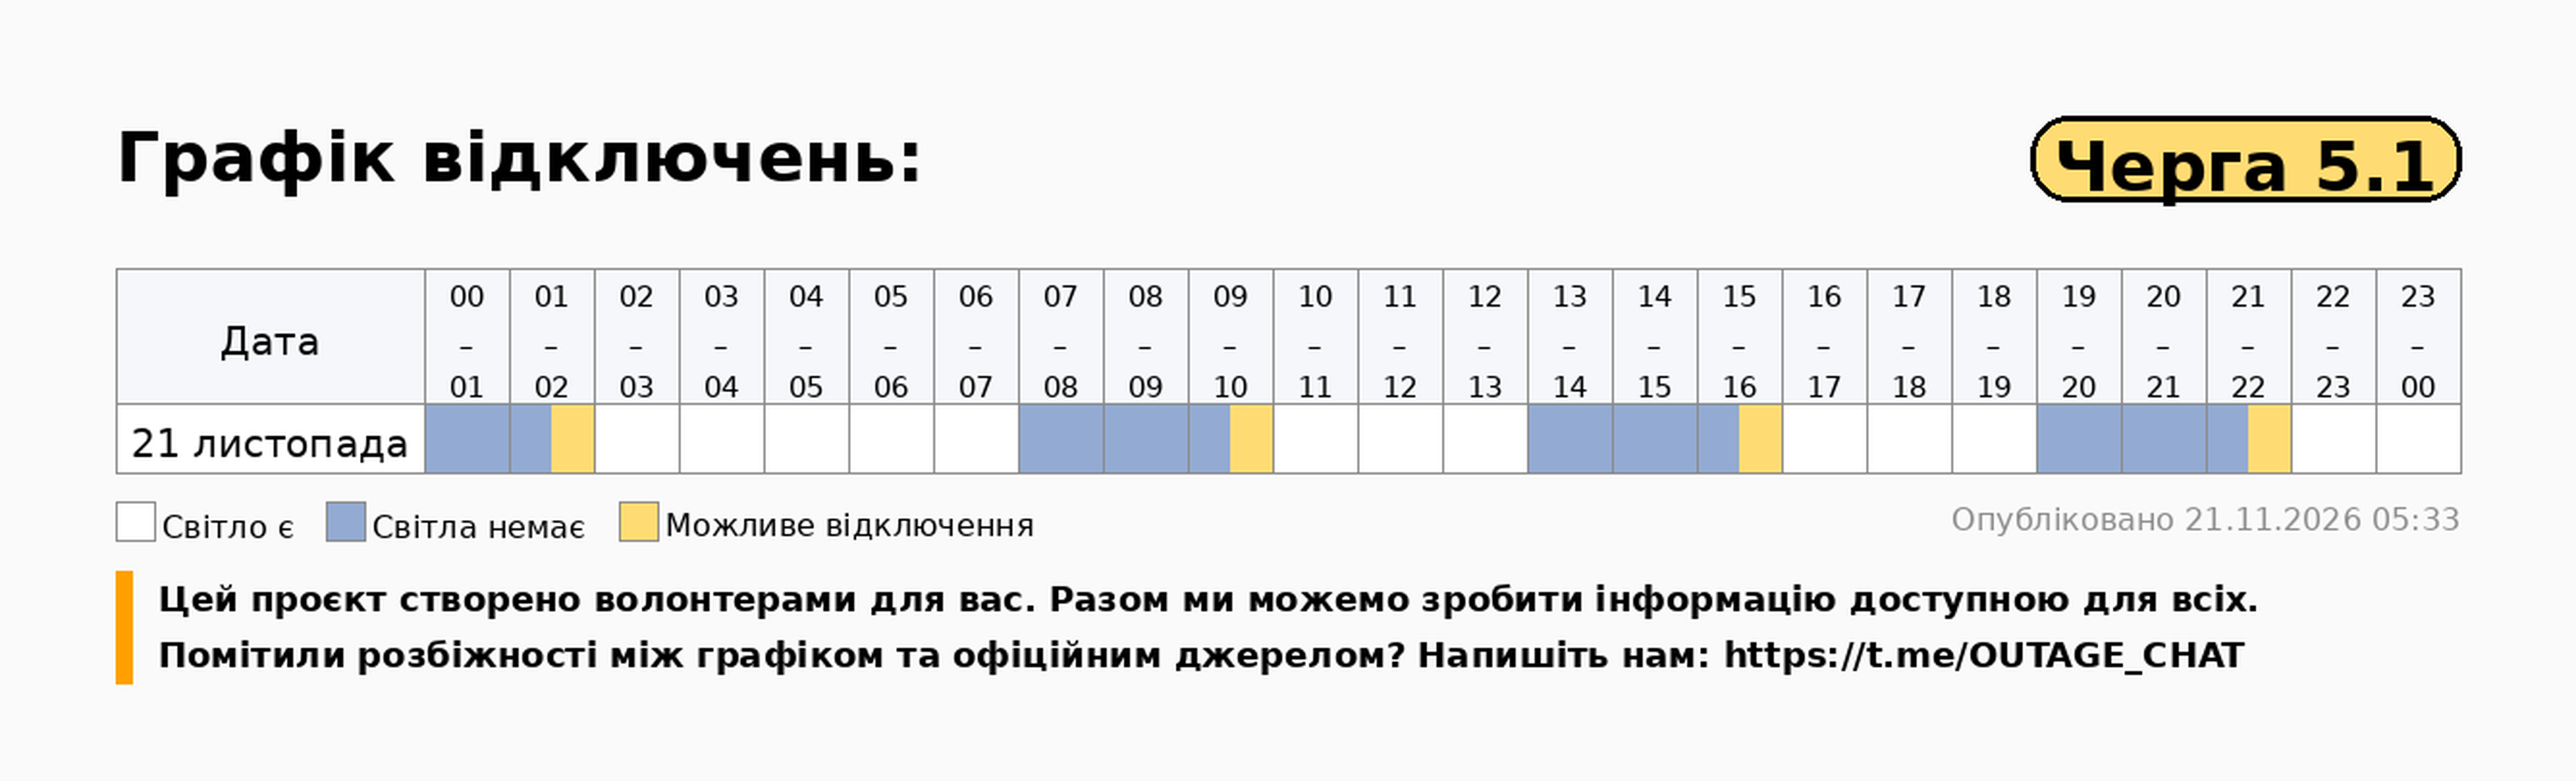 Графік відключень:
Черга 5.1
Дата 00 – 01 01 – 02 02 – 03 03 – 04 04 – 05 05 – 06 06 – 07 07 – 08 08 – 09 09 – 10 10 – 11 11 – 12 12 – 13 13 – 14 14 – 15 15 – 16 16 – 17 17 – 18 18 – 19 19 – 20 20 – 21 21 – 22 22 – 23 23 – 00
21 листопада
Світло є Світла немає Можливе відключення
Опубліковано 21.11.2026 05:33
Цей проєкт створено волонтерами для вас. Разом ми можемо зробити інформацію доступною для всіх.
Помітили розбіжності між графіком та офіційним джерелом? Напишіть нам: https://t.me/OUTAGE_CHAT